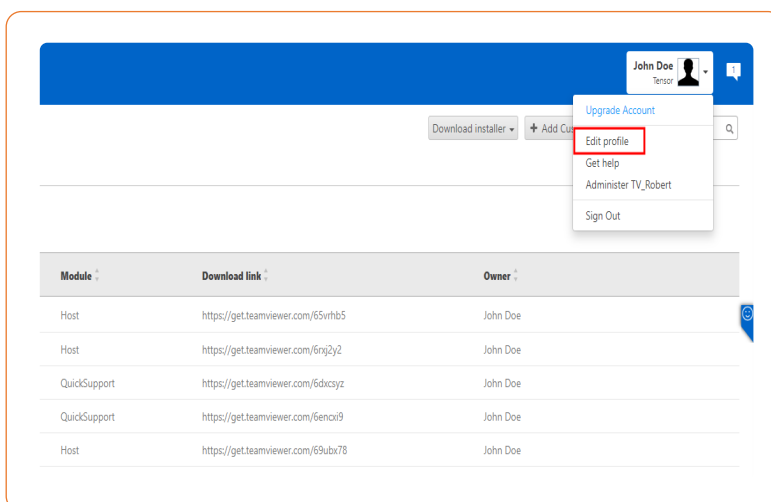 John Doe
Tensor
1
Upgrade Account
Download installer
+ Add Cus
Edit profile
Get help
Administer TV_Robert
Sign Out
Module Download link Owner
Host https://get.teamviewer.com/65vrhb5 John Doe
Host https://get.teamviewer.com/6rxj2y2 John Doe
QuickSupport https://get.teamviewer.com/6dxcsyz John Doe
QuickSupport https://get.teamviewer.com/6encxi9 John Doe
Host https://get.teamviewer.com/69ubx78 John Doe